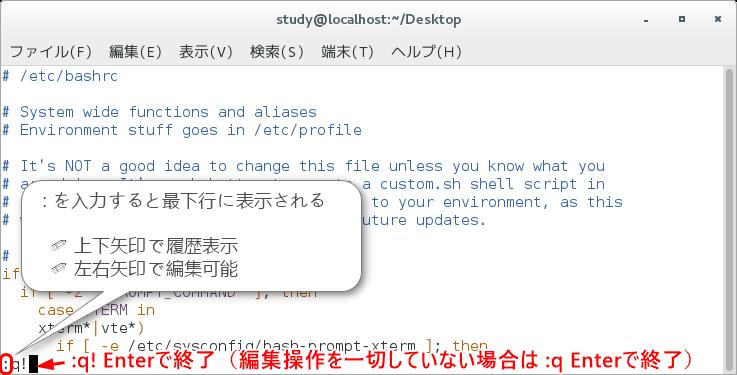 study@localhost:~/Desktop
ファイル(F) 編集(E) 表示(V) 検索(S) 端末(T) ヘルプ(H)
# /etc/bashrc
# System wide functions and aliases
# Environment stuff goes in /etc/profile
# It's NOT a good idea to change this file unless you know what you
# a custom.sh shell script in
# to your environment, as this
# uture updates.
#
: を入力すると最下行に表示される
上下矢印で履歴表示
左右矢印で編集可能
if
if [ ]; then
case TERM in
xterm*|vte*)
if [ -e /etc/sysconfig/bash-prompt-xterm ]; then
:q!
:q! Enterで終了（編集操作を一切していない場合は :q Enterで終了）